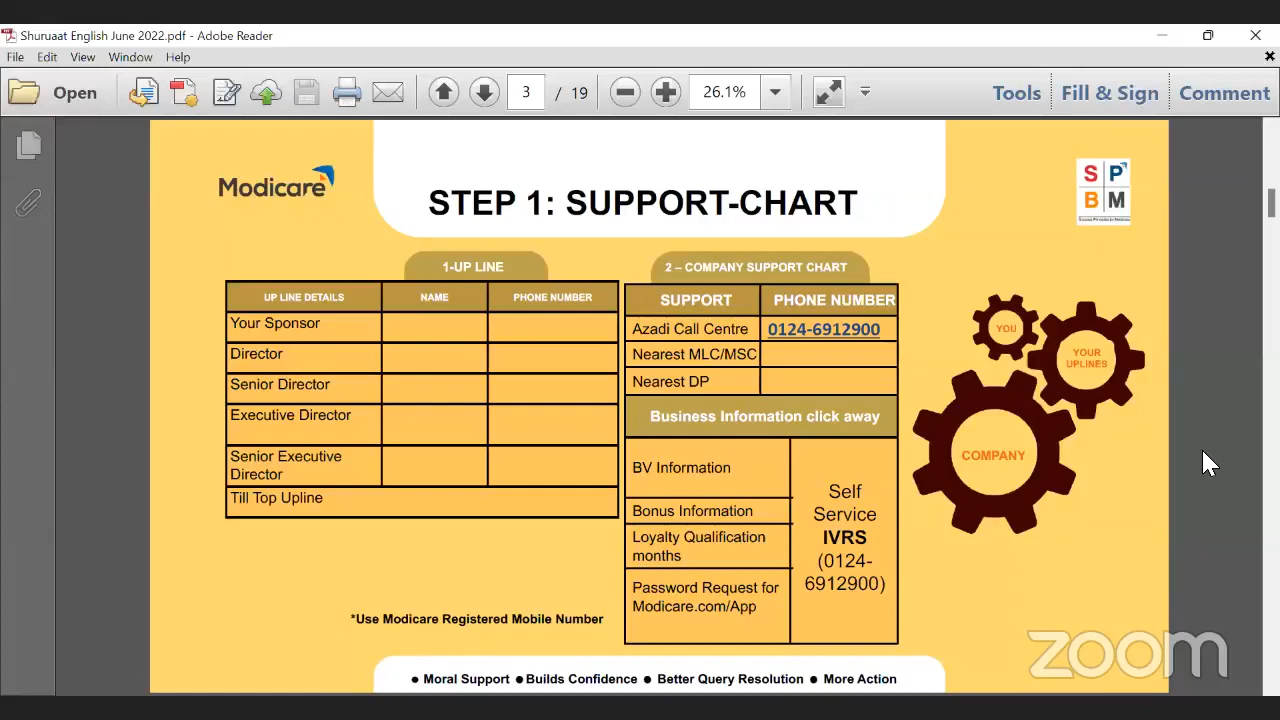 Shuruaat English June 2022.pdf - Adobe Reader
File Edit View Window Help
Open 3 / 19 26.1% Tools Fill & Sign Comment
Modicare
STEP 1: SUPPORT-CHART
S P
B M
1-UP LINE
UP LINE DETAILS NAME PHONE NUMBER
Your Sponsor
Director
Senior Director
Executive Director
Senior Executive
Director
Till Top Upline
*Use Modicare Registered Mobile Number
2 – COMPANY SUPPORT CHART
SUPPORT PHONE NUMBER
Azadi Call Centre 0124-6912900
Nearest MLC/MSC
Nearest DP
Business Information click away
BV Information
Bonus Information
Loyalty Qualification
months
Password Request for
Modicare.com/App
Self
Service
IVRS
(0124-
6912900)
YOU
YOUR
UPLINES
COMPANY
● Moral Support ● Builds Confidence ● Better Query Resolution ● More Action
zoom